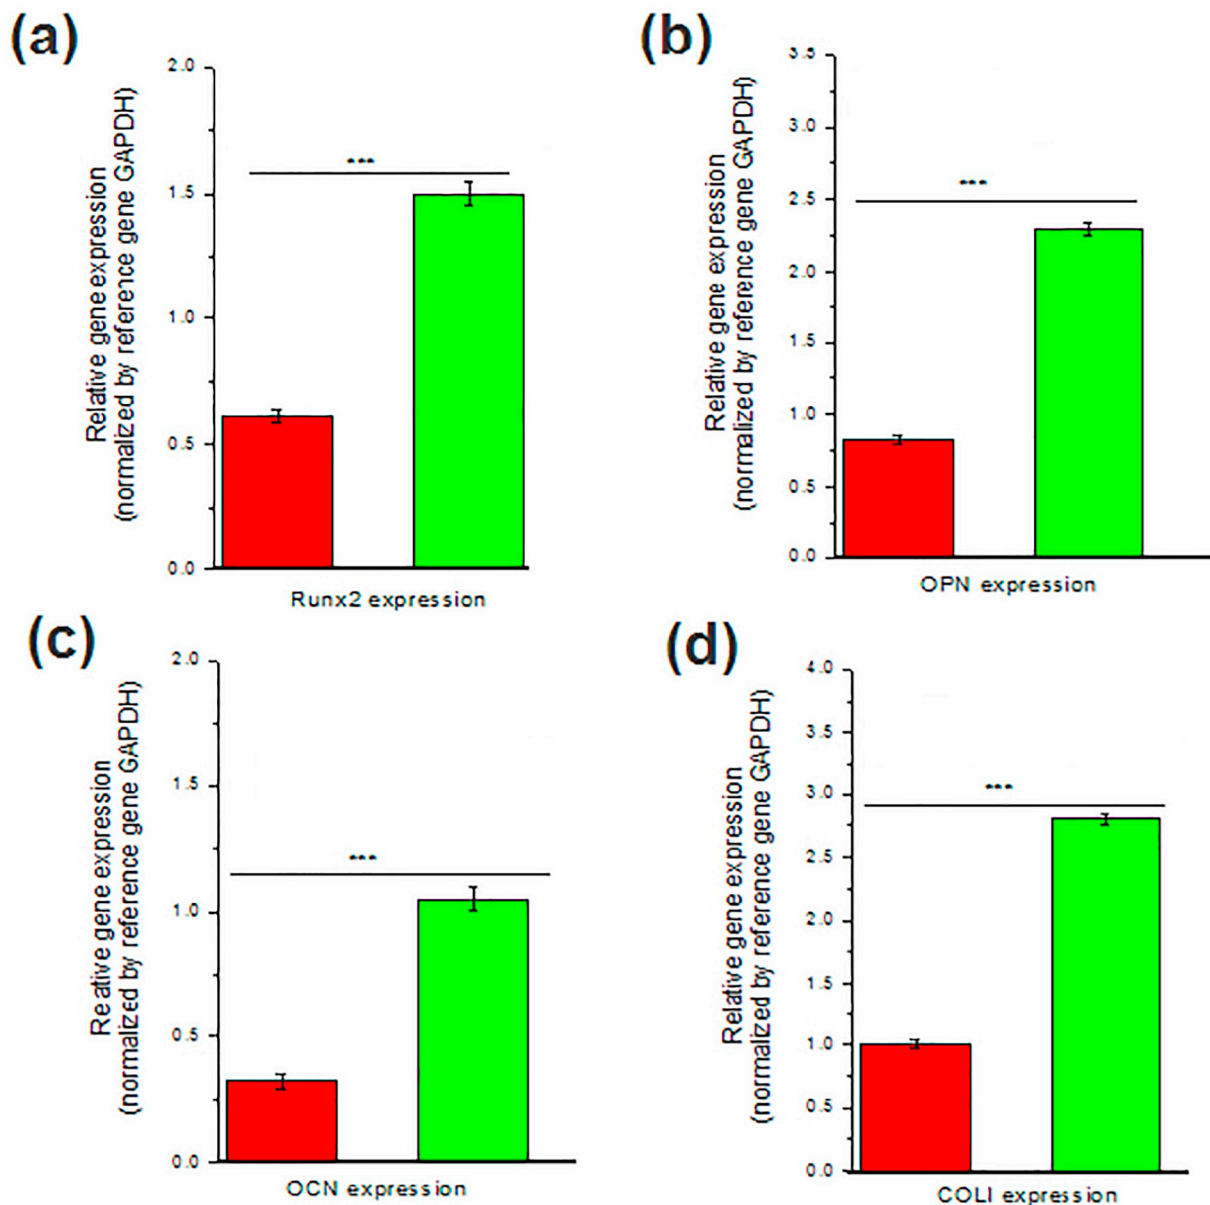 (a)
Relative gene expression
(normalized by reference gene GAPDH)
2.0
1.5
1.0
0.5
0.0
***
Runx2 expression
(b)
Relative gene expression
(normalized by reference gene GAPDH)
3.5
3.0
2.5
2.0
1.5
1.0
0.5
0.0
***
OPN expression
(c)
Relative gene expression
(normalized by reference gene GAPDH)
2.0
1.5
1.0
0.5
0.0
***
OCN expression
(d)
Relative gene expression
(normalized by reference gene GAPDH)
4.0
3.5
3.0
2.5
2.0
1.5
1.0
0.5
0.0
***
COLI expression